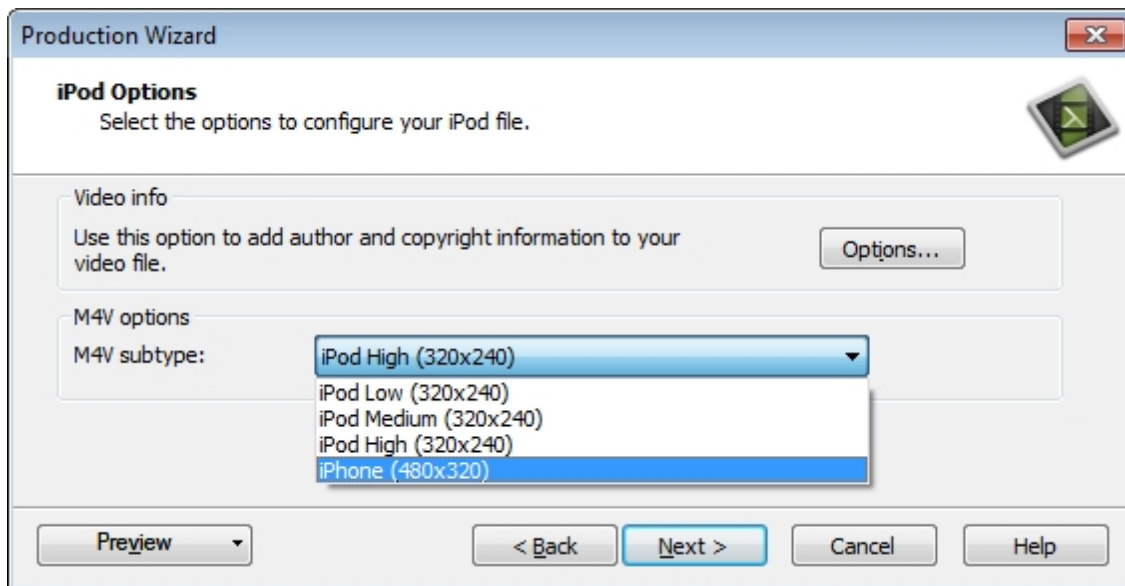 Production Wizard
iPod Options
Select the options to configure your iPod file.
Video info
Use this option to add author and copyright information to your
video file.
Options...
M4V options
M4V subtype:
iPod High (320x240)
iPod Low (320x240)
iPod Medium (320x240)
iPod High (320x240)
iPhone (480x320)
Preview
< Back
Next >
Cancel
Help